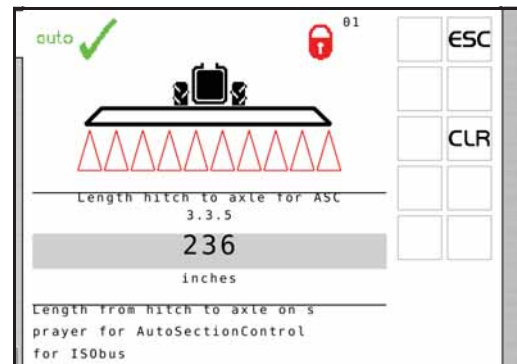 auto
01
ESC
CLR
Length hitch to axle for ASC
3.3.5
236
inches
Length from hitch to axle on s
prayer for AutoSectionControl
for ISObus